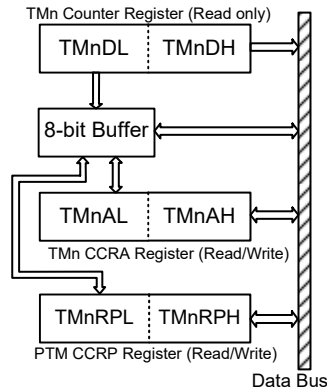 TMn Counter Register (Read only)
TMnDL TMnDH
8-bit Buffer
TMnAL TMnAH
TMn CCRA Register (Read/Write)
TMnRPL TMnRPH
PTM CCRP Register (Read/Write)
Data Bus